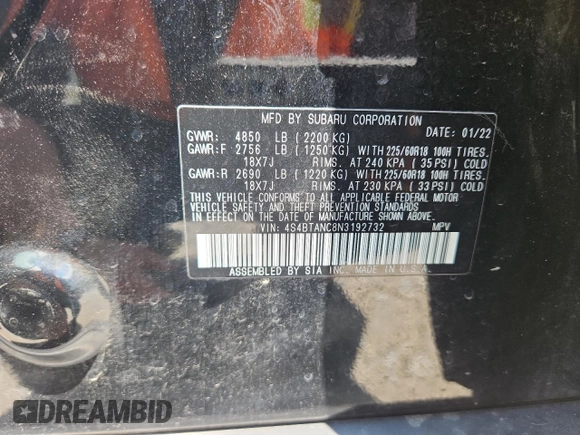 MFD BY SUBARU CORPORATION
GVWR: 4850 LB (2200 KG) DATE: 01/22
GAWR:F 2756 LB (1250 KG) WITH 225/60R18 100H TIRES.
18X7J RIMS. AT 240 KPA (35 PSI) COLD
GAWR:R 2690 LB (1220 KG) WITH 225/60R18 100H TIRES.
18X7J RIMS. AT 230 KPA (33 PSI) COLD
THIS VEHICLE CONFORMS TO ALL APPLICABLE FEDERAL MOTOR
VEHICLE SAFETY AND THEFT PREVENTION STANDARDS
IN EFFECT ON THE DATE OF MANUFACTURE SHOWN ABOVE.
VIN: 4S4BTANC8N3192732 MPV
ASSEMBLED BY SIA INC. MADE IN U.S.A.
DREAMBID